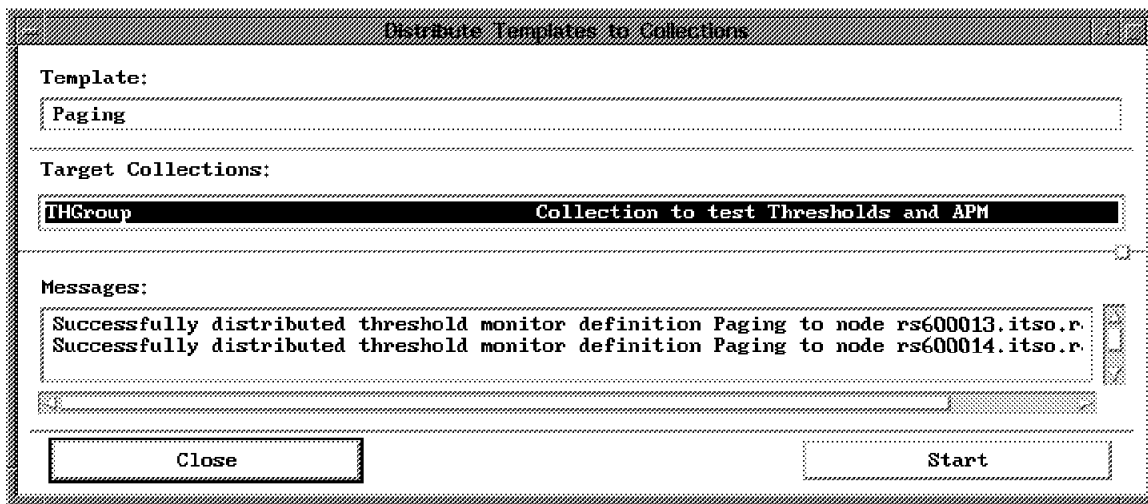 Distribute Templates to Collections
Template:
Paging
Target Collections:
THGroup Collection to test Thresholds and APM
Messages:
Successfully distributed threshold monitor definition Paging to node rs600013.itso.r
Successfully distributed threshold monitor definition Paging to node rs600014.itso.r
Close Start